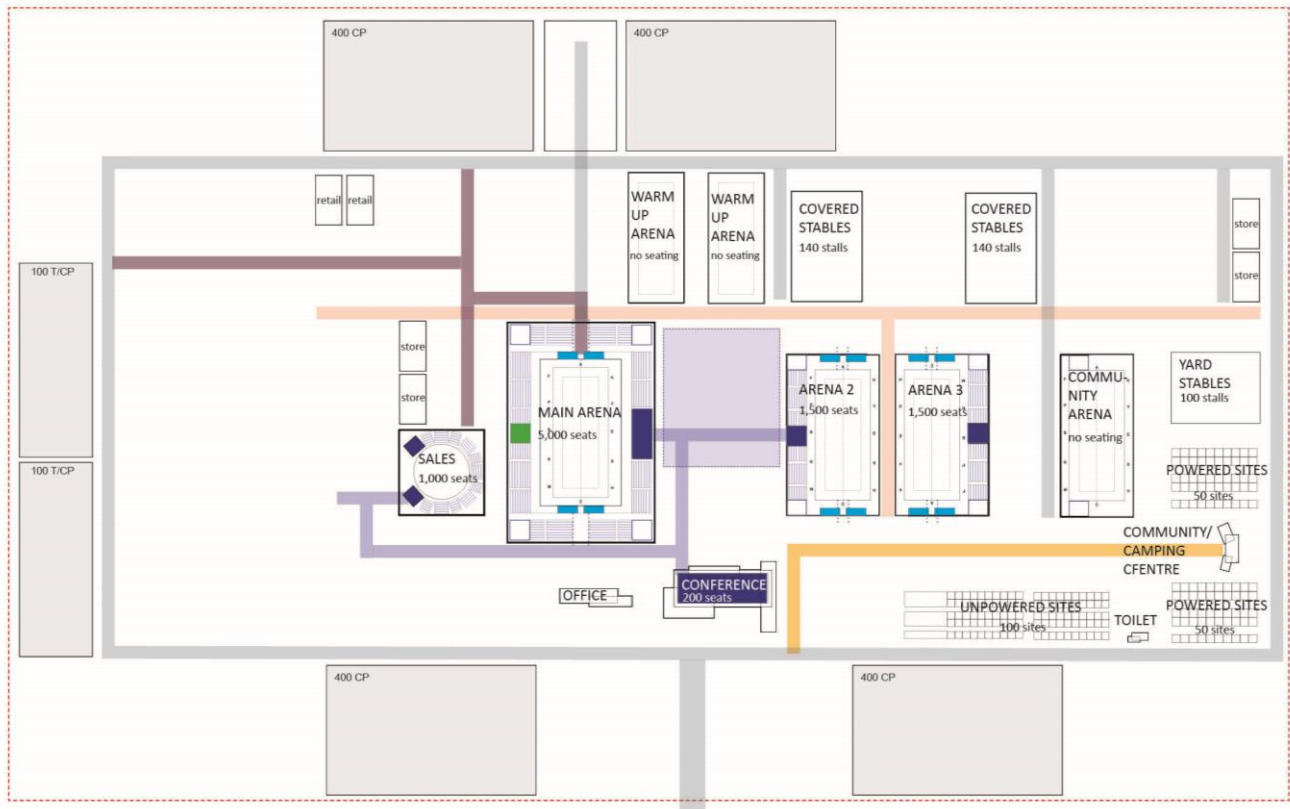 400 CP
400 CP
retail
retail
WARM
UP
ARENA
no seating
WARM
UP
ARENA
no seating
COVERED
STABLES
140 stalls
COVERED
STABLES
140 stalls
store
store
100 T/CP
store
store
MAIN ARENA
5,000 seats
ARENA 2
1,500 seats
ARENA 3
1,500 seats
COMMU-
NITY
ARENA
no seating
YARD
STABLES
100 stalls
SALES
1,000 seats
100 T/CP
POWERED SITES
50 sites
COMMUNITY/
CAMPING
CFENTRE
OFFICE
CONFERENCE
200 seats
UNPOWERED SITES
100 sites
TOILET
POWERED SITES
50 sites
400 CP
400 CP